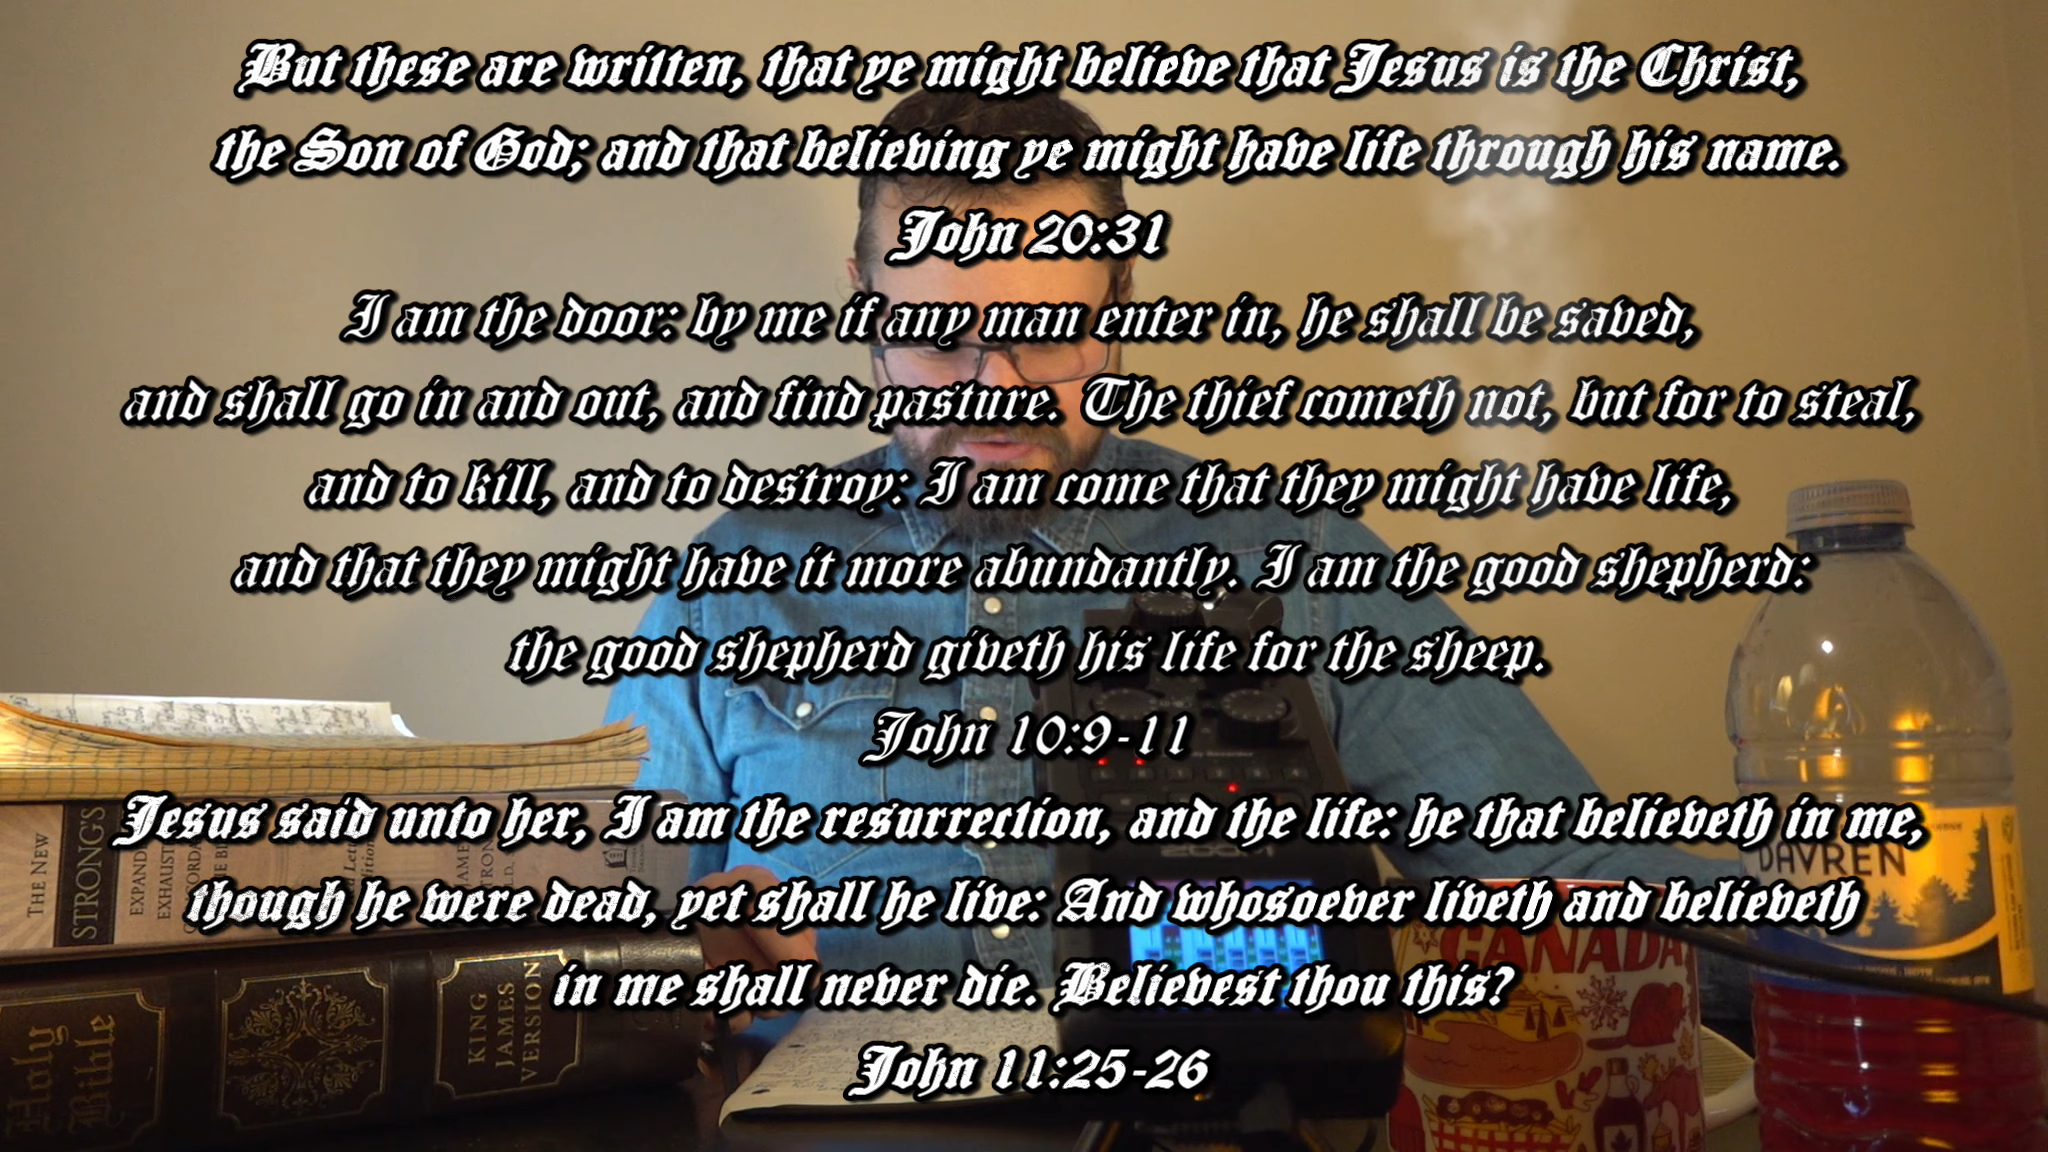 But these are written, that ye might believe that Jesus is the Christ,
the Son of God; and that believing ye might have life through his name.
John 20:31
I am the door: by me if any man enter in, he shall be saved,
and shall go in and out, and find pasture. The thief cometh not, but for to steal,
and to kill, and to destroy: I am come that they might have life,
and that they might have it more abundantly. I am the good shepherd:
the good shepherd giveth his life for the sheep.
John 10:9-11
Jesus said unto her, I am the resurrection, and the life: he that believeth in me,
though he were dead, yet shall he live: And whosoever liveth and believeth
in me shall never die. Believest thou this?
John 11:25-26
THE NEW
STRONG'S
EXPAND
EXHAUST
Holy
Bible
KING
JAMES
VERSION
zoom
CANADA
DAVREN